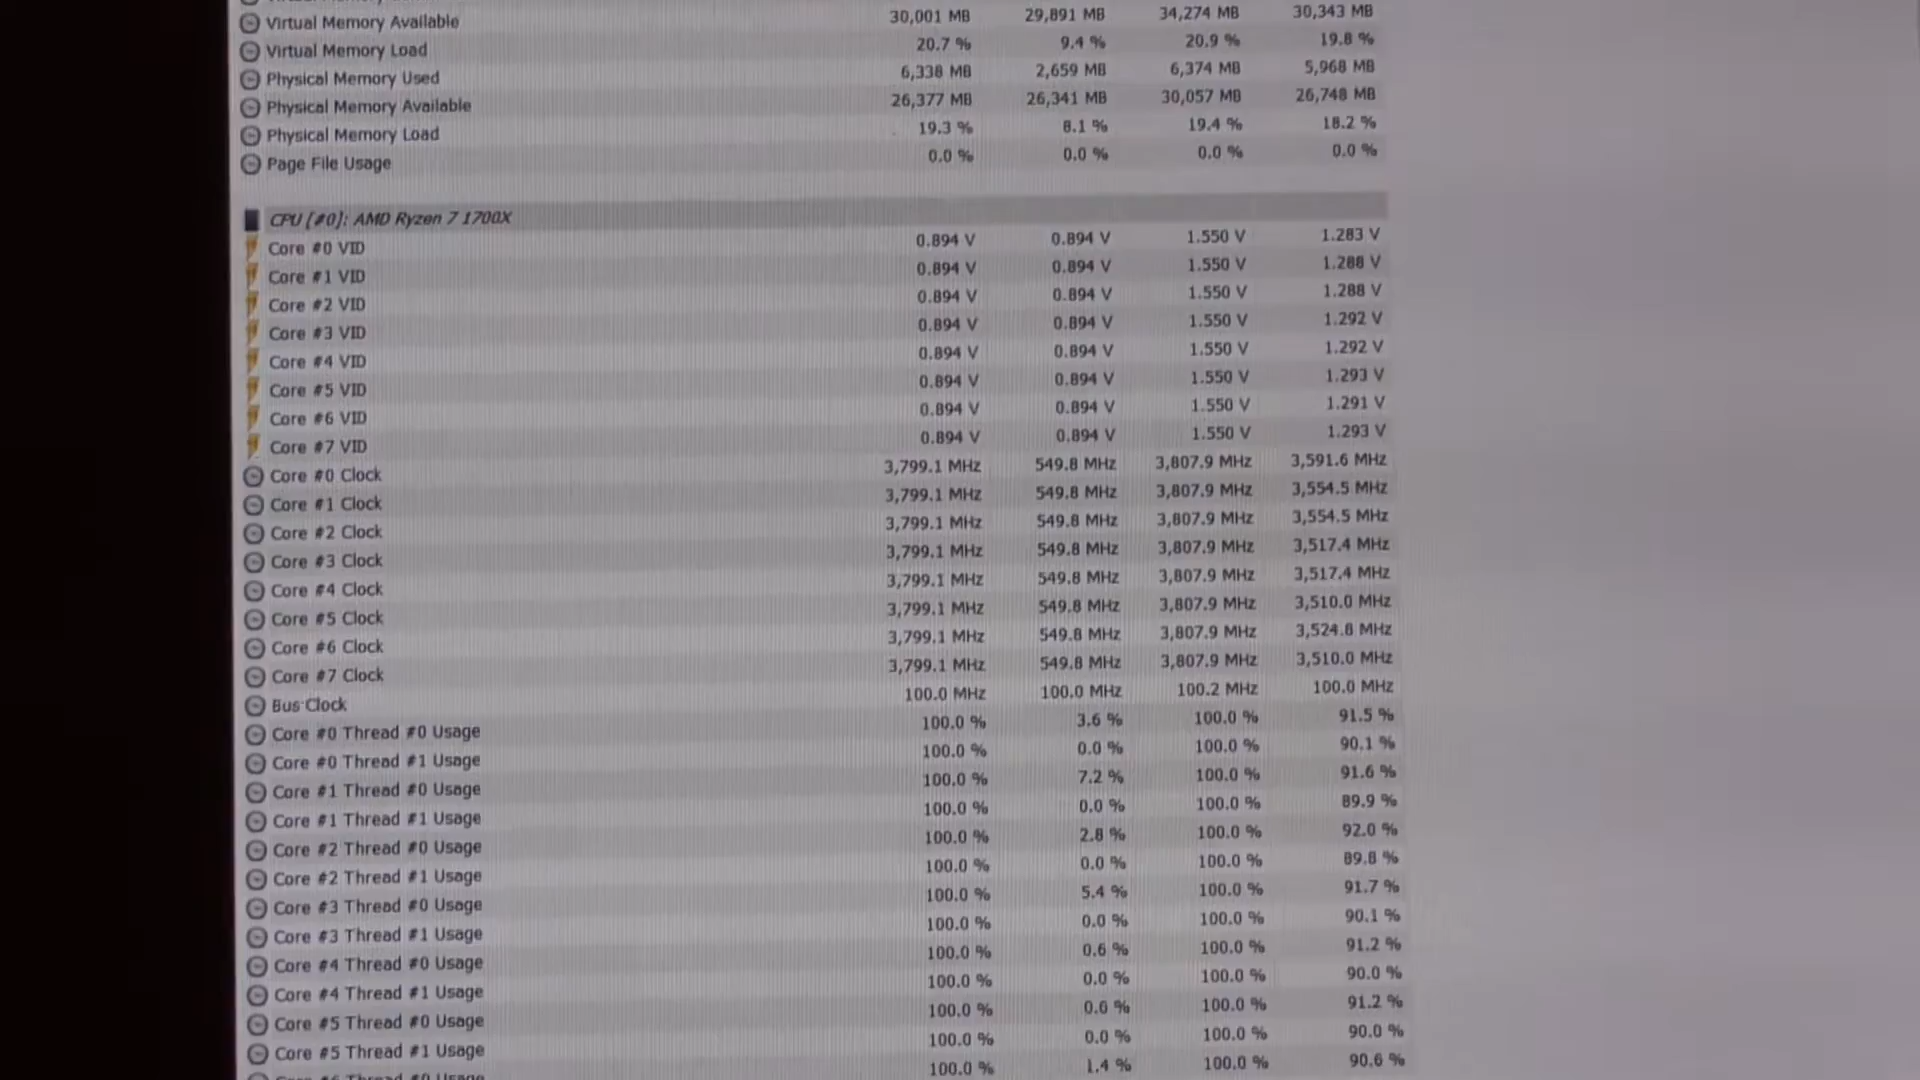 Virtual Memory Available 30,001 MB 29,891 MB 34,274 MB 30,343 MB
Virtual Memory Load 20.7 % 9.4 % 20.9 % 19.8 %
Physical Memory Used 6,338 MB 2,659 MB 6,374 MB 5,968 MB
Physical Memory Available 26,377 MB 26,341 MB 30,057 MB 26,748 MB
Physical Memory Load 19.3 % 8.1 % 19.4 % 18.2 %
Page File Usage 0.0 % 0.0 % 0.0 % 0.0 %
CPU [#0]: AMD Ryzen 7 1700X
Core #0 VID 0.894 V 0.894 V 1.550 V 1.283 V
Core #1 VID 0.894 V 0.894 V 1.550 V 1.288 V
Core #2 VID 0.894 V 0.894 V 1.550 V 1.288 V
Core #3 VID 0.894 V 0.894 V 1.550 V 1.292 V
Core #4 VID 0.894 V 0.894 V 1.550 V 1.292 V
Core #5 VID 0.894 V 0.894 V 1.550 V 1.293 V
Core #6 VID 0.894 V 0.894 V 1.550 V 1.291 V
Core #7 VID 0.894 V 0.894 V 1.550 V 1.293 V
Core #0 Clock 3,799.1 MHz 549.8 MHz 3,807.9 MHz 3,591.6 MHz
Core #1 Clock 3,799.1 MHz 549.8 MHz 3,807.9 MHz 3,554.5 MHz
Core #2 Clock 3,799.1 MHz 549.8 MHz 3,807.9 MHz 3,554.5 MHz
Core #3 Clock 3,799.1 MHz 549.8 MHz 3,807.9 MHz 3,517.4 MHz
Core #4 Clock 3,799.1 MHz 549.8 MHz 3,807.9 MHz 3,517.4 MHz
Core #5 Clock 3,799.1 MHz 549.8 MHz 3,807.9 MHz 3,510.0 MHz
Core #6 Clock 3,799.1 MHz 549.8 MHz 3,807.9 MHz 3,524.8 MHz
Core #7 Clock 3,799.1 MHz 549.8 MHz 3,807.9 MHz 3,510.0 MHz
Bus Clock 100.0 MHz 100.0 MHz 100.2 MHz 100.0 MHz
Core #0 Thread #0 Usage 100.0 % 3.6 % 100.0 % 91.5 %
Core #0 Thread #1 Usage 100.0 % 0.0 % 100.0 % 90.1 %
Core #1 Thread #0 Usage 100.0 % 7.2 % 100.0 % 91.6 %
Core #1 Thread #1 Usage 100.0 % 0.0 % 100.0 % 89.9 %
Core #2 Thread #0 Usage 100.0 % 2.8 % 100.0 % 92.0 %
Core #2 Thread #1 Usage 100.0 % 0.0 % 100.0 % 89.8 %
Core #3 Thread #0 Usage 100.0 % 5.4 % 100.0 % 91.7 %
Core #3 Thread #1 Usage 100.0 % 0.0 % 100.0 % 90.1 %
Core #4 Thread #0 Usage 100.0 % 0.6 % 100.0 % 91.2 %
Core #4 Thread #1 Usage 100.0 % 0.0 % 100.0 % 90.0 %
Core #5 Thread #0 Usage 100.0 % 0.6 % 100.0 % 91.2 %
Core #5 Thread #1 Usage 100.0 % 0.0 % 100.0 % 90.0 %
100.0 % 1.4 % 100.0 % 90.6 %